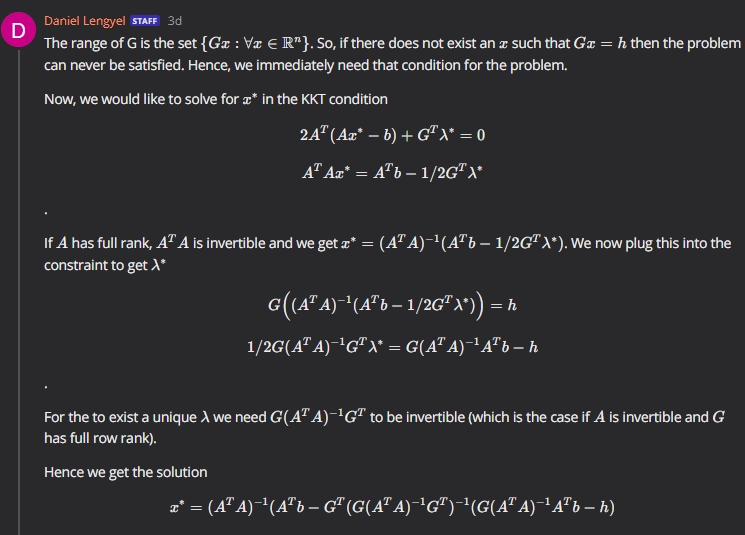 D
Daniel Lengyel STAFF 3d
The range of G is the set {Gx : ∀x ∈ ℝⁿ}. So, if there does not exist an x such that Gx = h then the problem
can never be satisfied. Hence, we immediately need that condition for the problem.
Now, we would like to solve for x* in the KKT condition
2Aᵀ(Ax* − b) + Gᵀλ* = 0
AᵀAx* = Aᵀb − 1/2Gᵀλ*
.
If A has full rank, AᵀA is invertible and we get x* = (AᵀA)⁻¹(Aᵀb − 1/2Gᵀλ*). We now plug this into the
constraint to get λ*
G((AᵀA)⁻¹(Aᵀb − 1/2Gᵀλ*)) = h
1/2G(AᵀA)⁻¹Gᵀλ* = G(AᵀA)⁻¹Aᵀb − h
.
For the to exist a unique λ we need G(AᵀA)⁻¹Gᵀ to be invertible (which is the case if A is invertible and G
has full row rank).
Hence we get the solution
x* = (AᵀA)⁻¹(Aᵀb − Gᵀ(G(AᵀA)⁻¹Gᵀ)⁻¹(G(AᵀA)⁻¹Aᵀb − h)